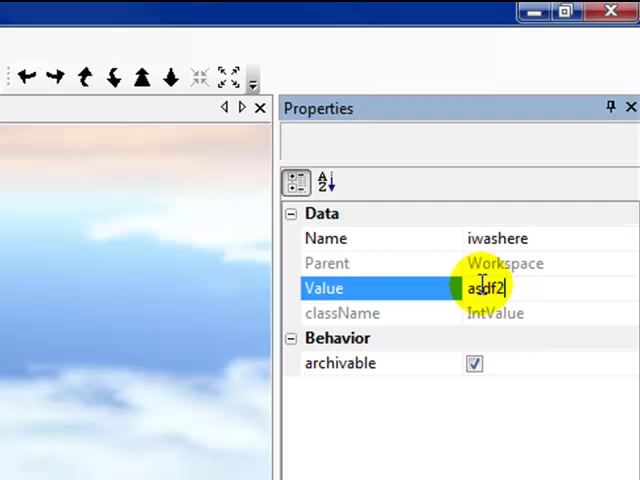 Properties
A
Z
Data
Name iwashere
Parent Workspace
Value asdf2
className IntValue
Behavior
archivable